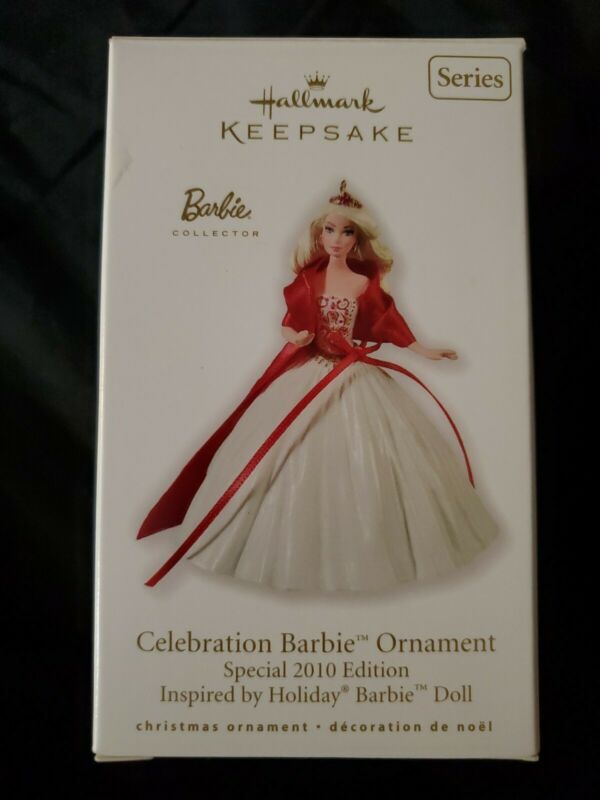 Series
Hallmark
KEEPSAKE
Barbie
COLLECTOR
Celebration Barbie™ Ornament
Special 2010 Edition
Inspired by Holiday® Barbie™ Doll
christmas ornament • décoration de noël